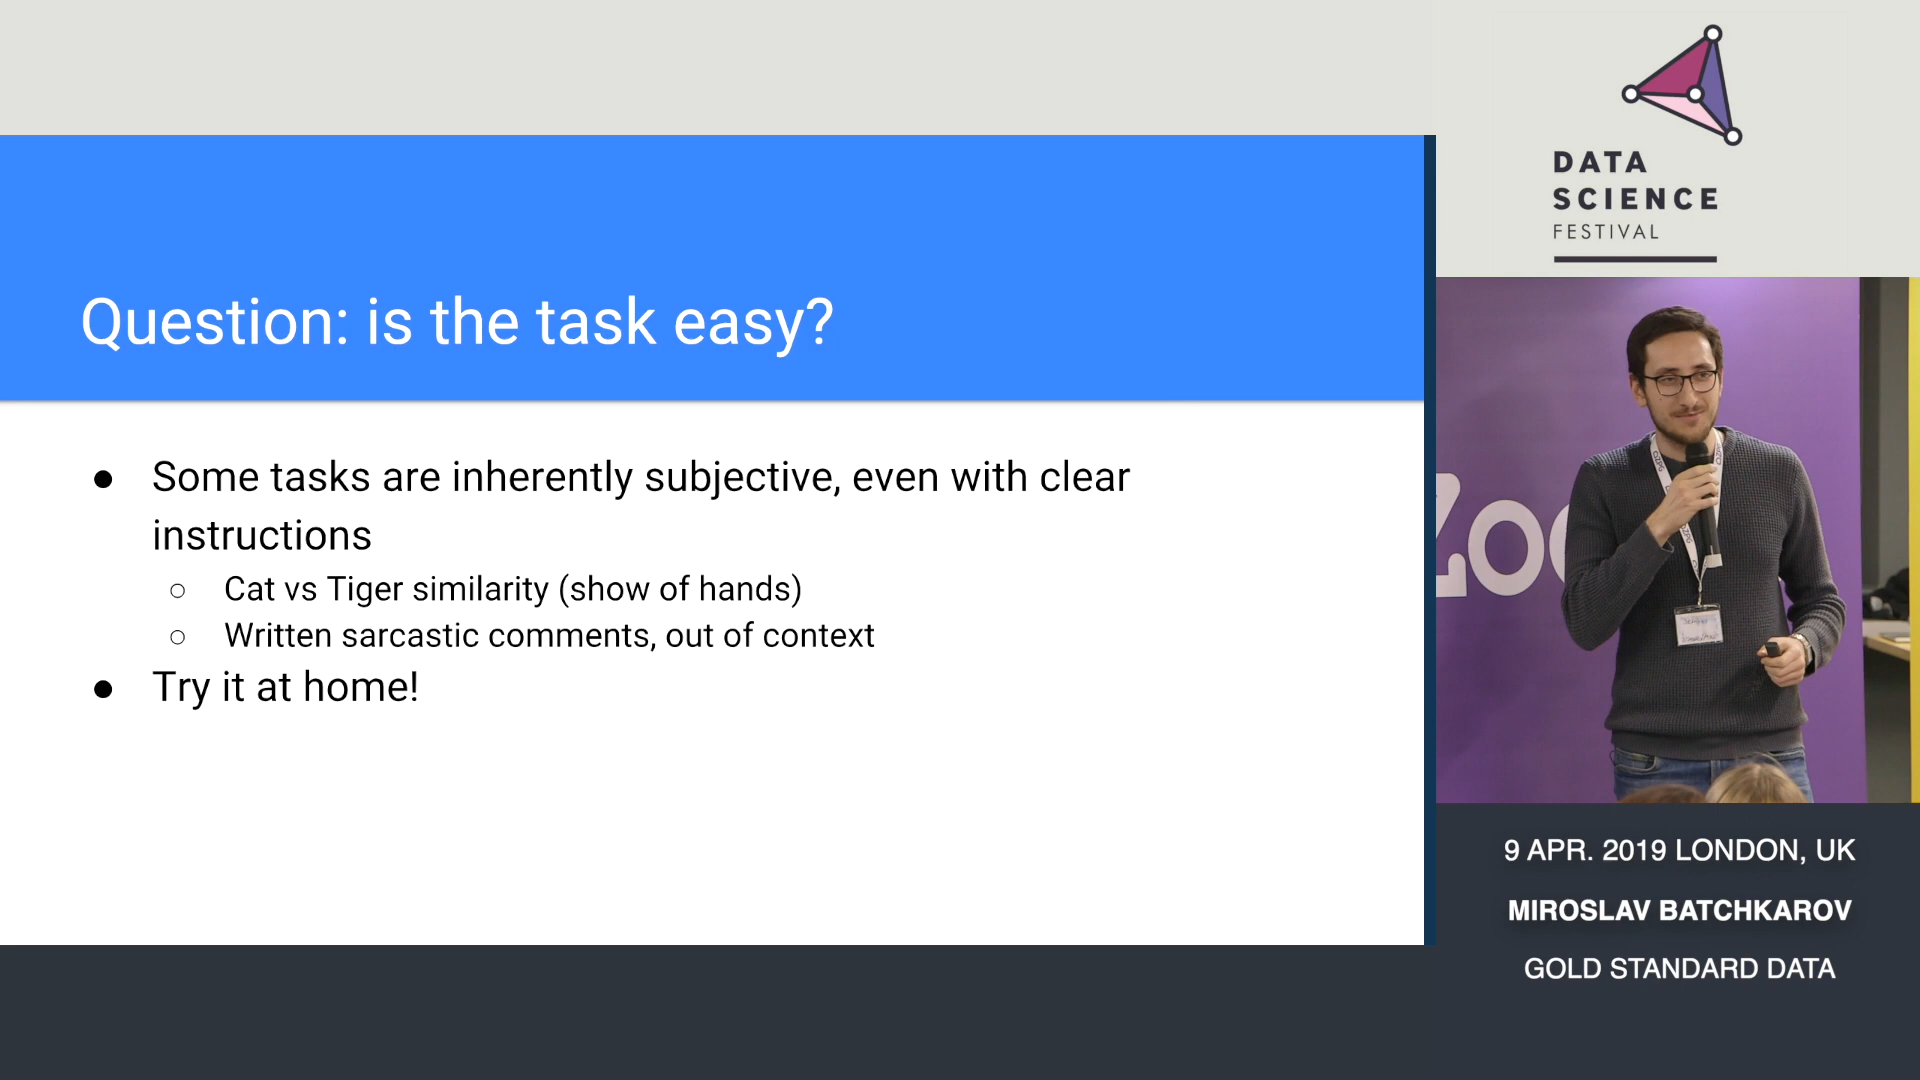 Question: is the task easy?
● Some tasks are inherently subjective, even with clear
instructions
○ Cat vs Tiger similarity (show of hands)
○ Written sarcastic comments, out of context
● Try it at home!
DATA
SCIENCE
FESTIVAL
9 APR. 2019 LONDON, UK
MIROSLAV BATCHKAROV
GOLD STANDARD DATA